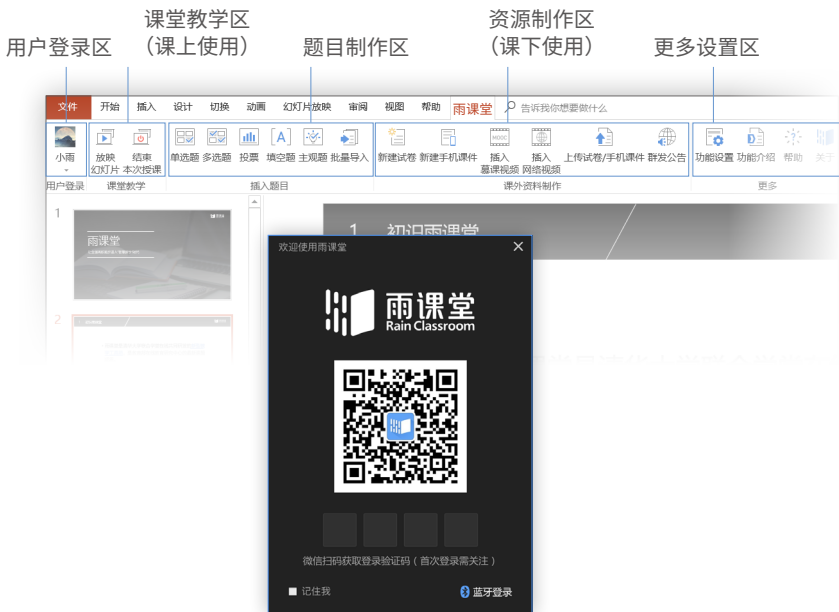 课堂教学区
（课上使用）
资源制作区
（课下使用）
用户登录区
题目制作区
更多设置区
文件 开始 插入 设计 切换 动画 幻灯片放映 审阅 视图 帮助 雨课堂 告诉我你想要做什么
小雨
放映
幻灯片
结束
本次授课
单选题 多选题 投票 填空题 主观题 批量导入
新建试卷 新建手机课件
MOOC
插入
慕课视频
插入
网络视频
上传试卷/手机课件 群发公告
功能设置 功能介绍 帮助 关于
用户登录 课堂教学 插入题目 课外资料制作 更多
1
雨课堂
2
1 初识雨课堂
欢迎使用雨课堂
雨课堂
Rain Classroom
微信扫码获取登录验证码（首次登录需关注）
记住我
蓝牙登录